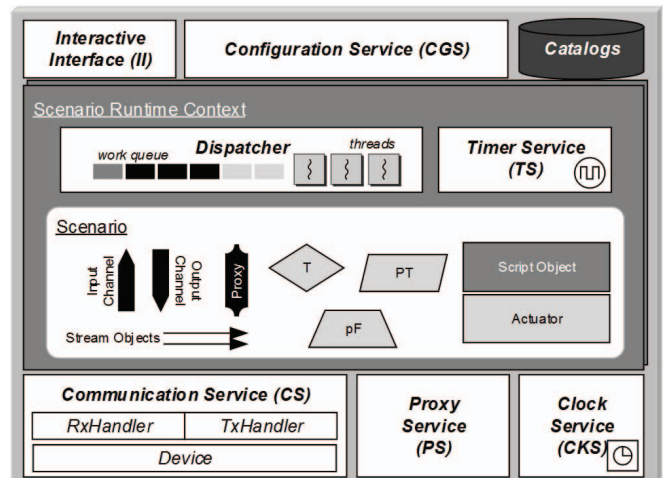 Interactive
Interface (II)
Configuration Service (CGS)
Catalogs
Scenario Runtime Context
work queue
Dispatcher
threads
Timer Service
(TS)
Scenario
Input
Channel
Output
Channel
Proxy
T
PT
Script Object
Stream Objects
pF
Actuator
Communication Service (CS)
RxHandler
TxHandler
Device
Proxy
Service
(PS)
Clock
Service
(CKS)